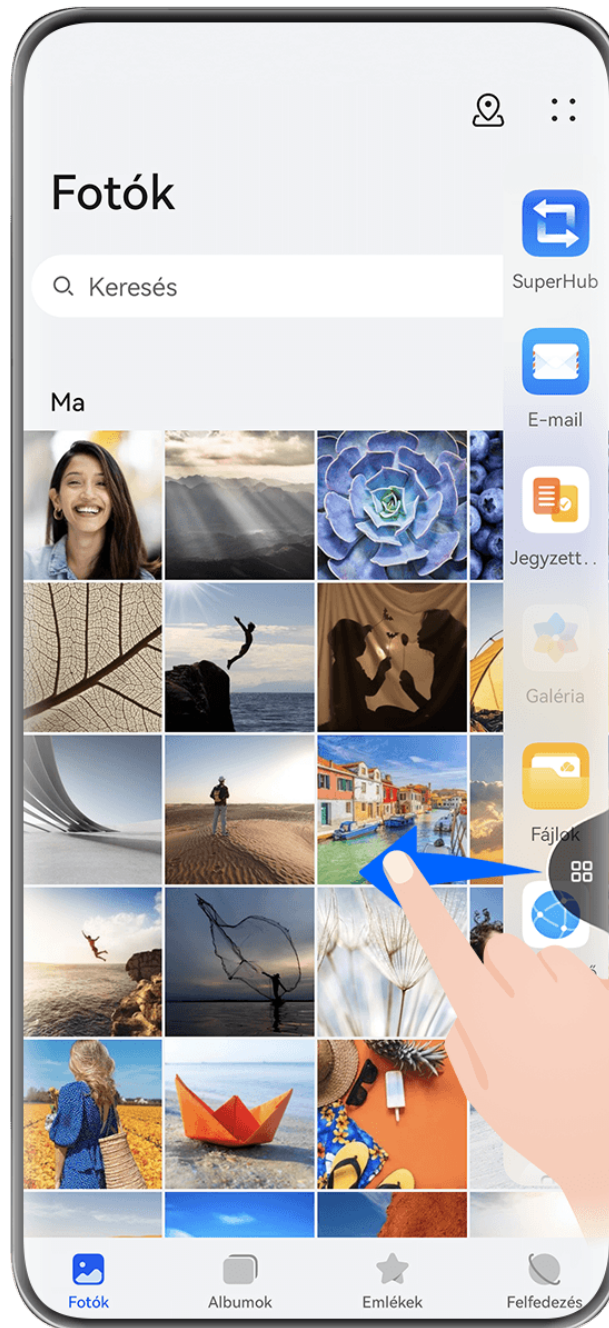 Fotók
Keresés
Ma
SuperHub
E-mail
Jegyzett..
Galéria
Fájlok
Fotók
Albumok
Emlékek
Felfedezés